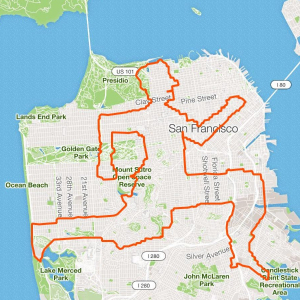 US 101
Presidio
Clay Street
Pine Street
I 80
Lands End Park
San Francisco
Golden Gate
Park
Mount Sutro
Open Space
Reserve
Ocean Beach
33rd Avenue
28th Avenue
21st Avenue
Florida Street
Shotwell Street
Silver Avenue
I 280
I 280
Lake Merced
Park
John McLaren
Park
Candlestick
Point State
Recreational
Area